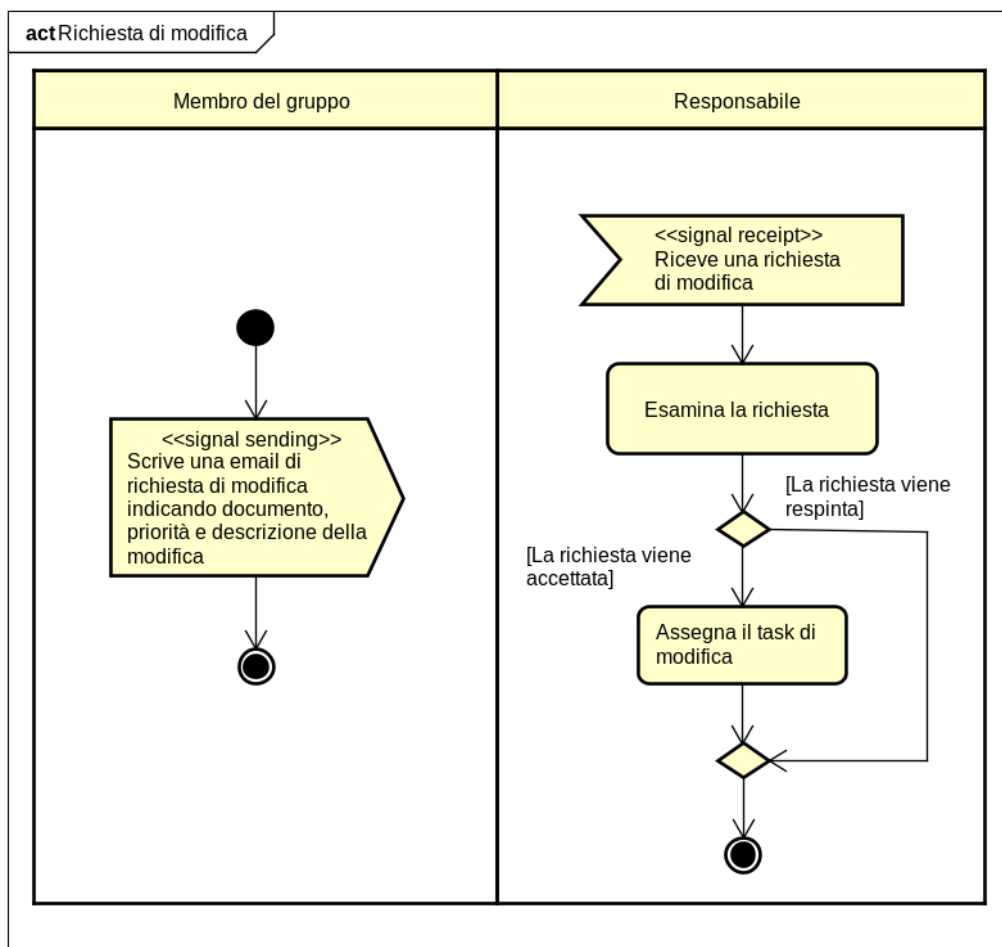 act Richiesta di modifica
Membro del gruppo
Responsabile
<<signal sending>>
Scrive una email di
richiesta di modifica
indicando documento,
priorità e descrizione della
modifica
<<signal receipt>>
Riceve una richiesta
di modifica
Esamina la richiesta
[La richiesta viene
respinta]
[La richiesta viene
accettata]
Assegna il task di
modifica